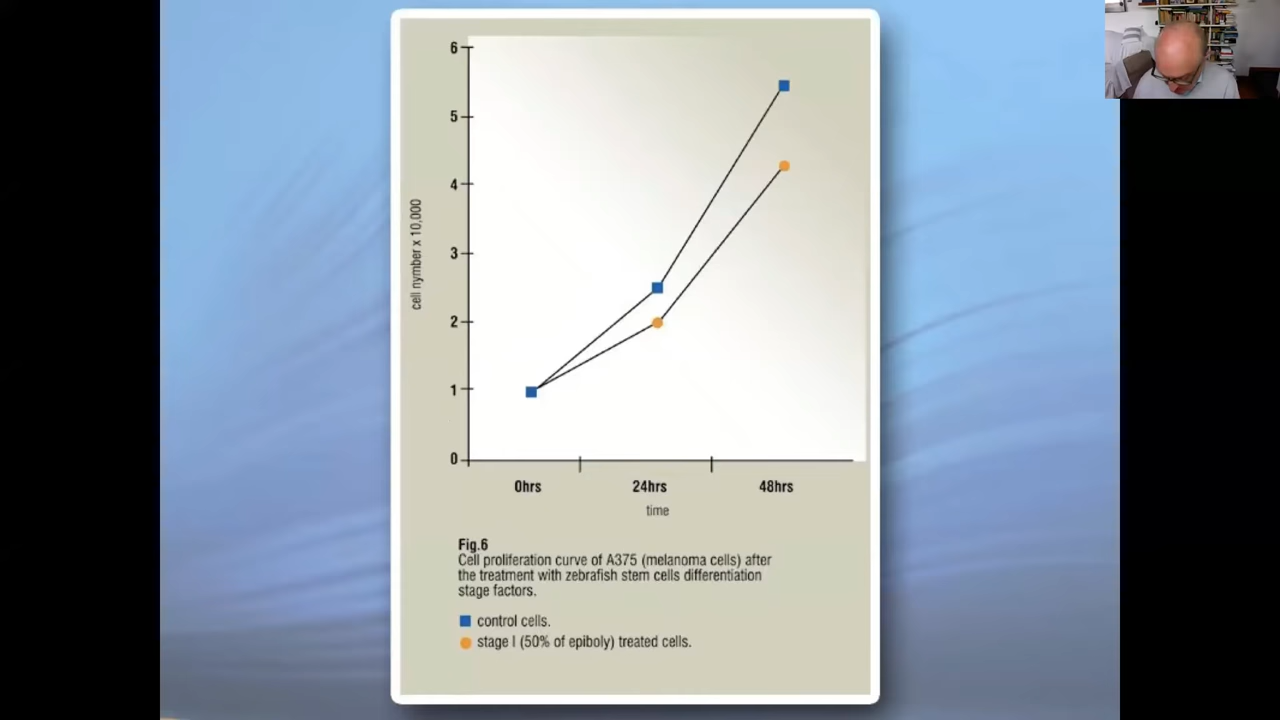 6
5
4
3
2
1
0
cell nymber x 10,000
0hrs 24hrs 48hrs
time
Fig.6
Cell proliferation curve of A375 (melanoma cells) after
the treatment with zebrafish stem cells differentiation
stage factors.
control cells.
stage I (50% of epiboly) treated cells.